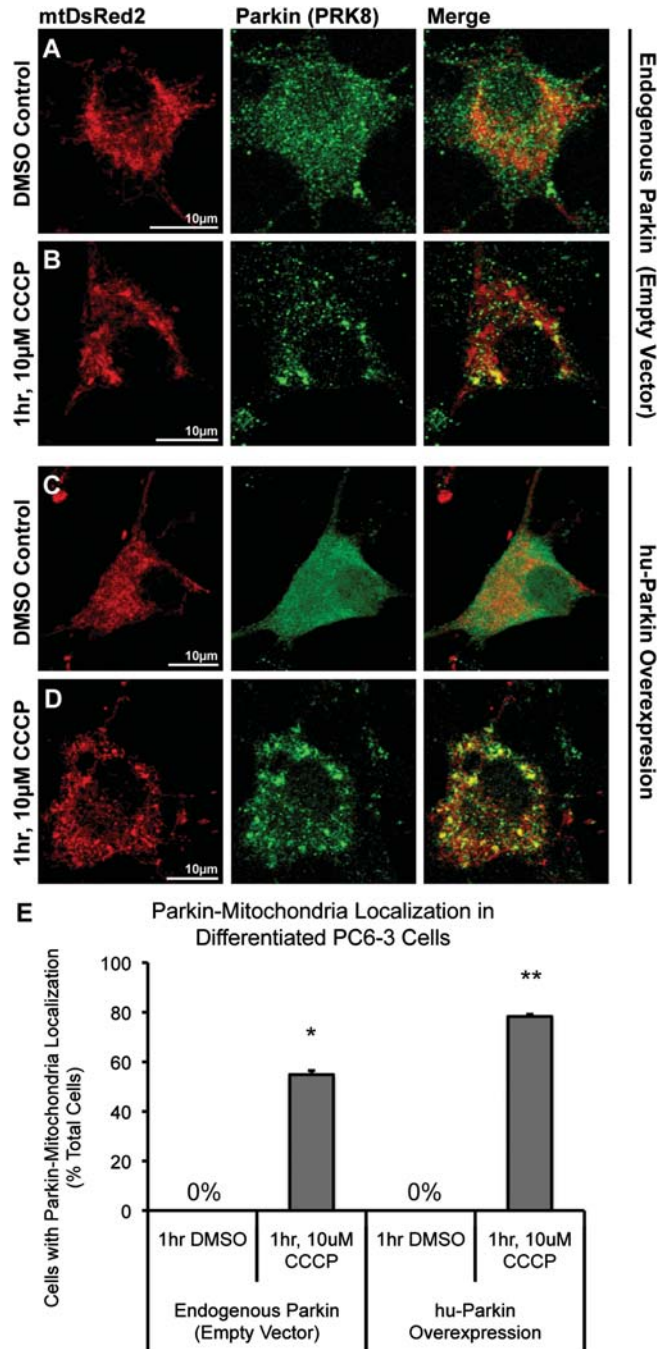 mtDsRed2 Parkin (PRK8) Merge
A
DMSO Control
10µm
B
1hr, 10µM CCCP
10µm
Endogenous Parkin (Empty Vector)
C
DMSO Control
10µm
D
1hr, 10µM CCCP
10µm
hu-Parkin Overexpresion
E
Parkin-Mitochondria Localization in
Differentiated PC6-3 Cells
Cells with Parkin-Mitochondria Localization
(% Total Cells)
100
80
60
40
20
0
0%
*
0%
**
1hr DMSO
1hr, 10uM
CCCP
1hr DMSO
1hr, 10uM
CCCP
Endogenous Parkin
(Empty Vector)
hu-Parkin
Overexpression